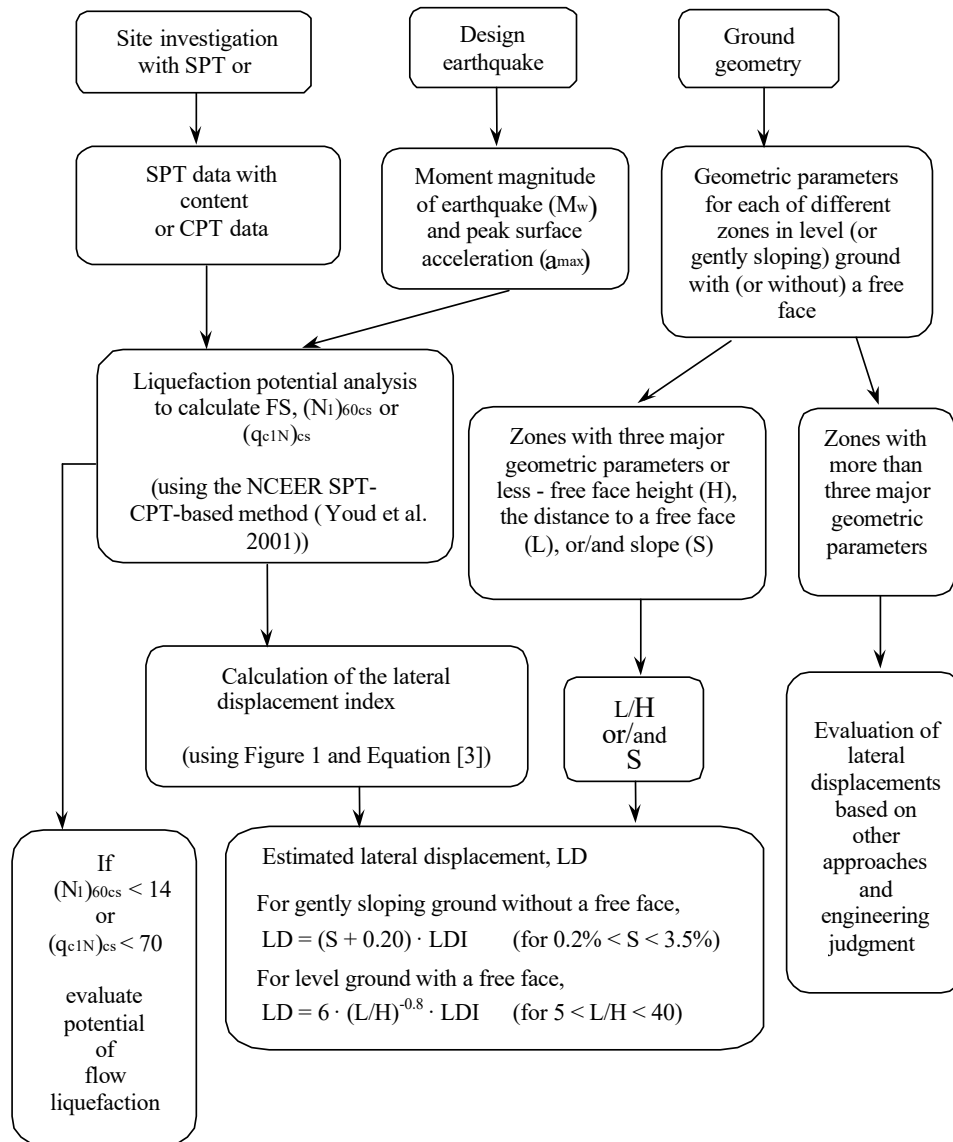 Site investigation
with SPT or
Design
earthquake
Ground
geometry
SPT data with
content
or CPT data
Moment magnitude
of earthquake (Mw)
and peak surface
acceleration (amax)
Geometric parameters
for each of different
zones in level (or
gently sloping) ground
with (or without) a free
face
Liquefaction potential analysis
to calculate FS, (N1)60cs or
(qc1N)cs
(using the NCEER SPT-
CPT-based method ( Youd et al.
2001))
Zones with three major
geometric parameters or
less - free face height (H),
the distance to a free face
(L), or/and slope (S)
Zones with
more than
three major
geometric
parameters
Calculation of the lateral
displacement index
(using Figure 1 and Equation [3])
L/H
or/and
S
Evaluation of
lateral
displacements
based on
other
approaches
and
engineering
judgment
If
(N1)60cs < 14
or
(qc1N)cs < 70
evaluate
potential
of
flow
liquefaction
Estimated lateral displacement, LD
For gently sloping ground without a free face,
LD = (S + 0.20) · LDI (for 0.2% < S < 3.5%)
For level ground with a free face,
LD = 6 · (L/H)^-0.8 · LDI (for 5 < L/H < 40)